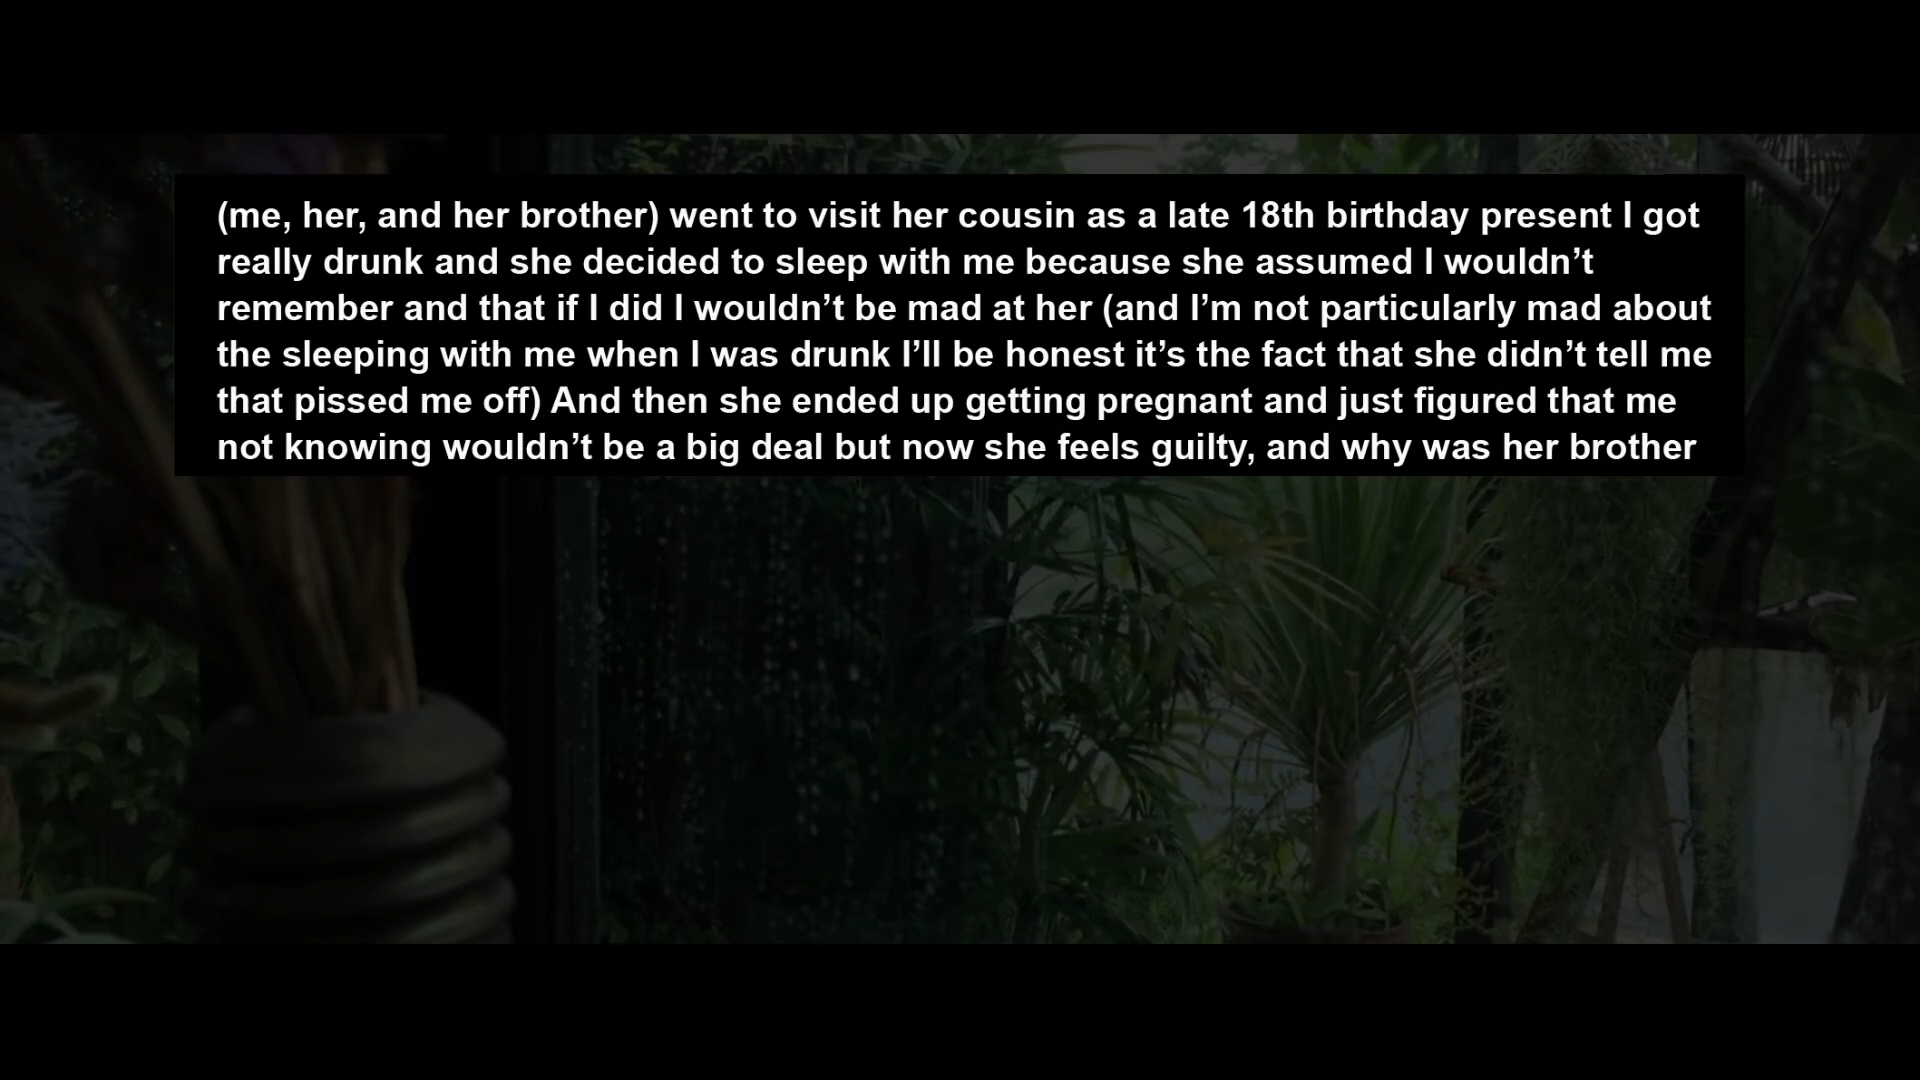 (me, her, and her brother) went to visit her cousin as a late 18th birthday present I got
really drunk and she decided to sleep with me because she assumed I wouldn’t
remember and that if I did I wouldn’t be mad at her (and I’m not particularly mad about
the sleeping with me when I was drunk I’ll be honest it’s the fact that she didn’t tell me
that pissed me off) And then she ended up getting pregnant and just figured that me
not knowing wouldn’t be a big deal but now she feels guilty, and why was her brother